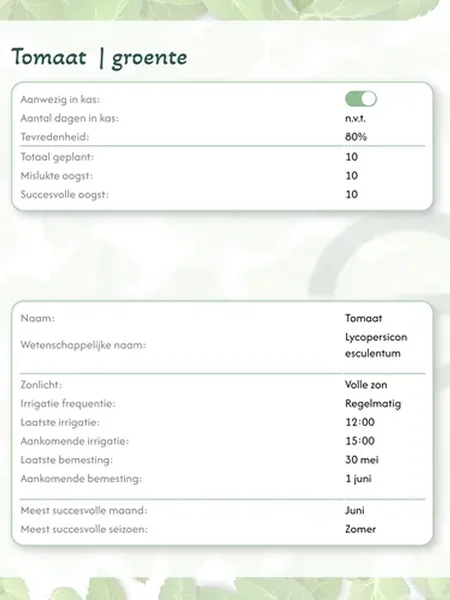 Tomaat | groente
Aanwezig in kas:
Aantal dagen in kas: n.v.t.
Tevredenheid: 80%
Totaal geplant: 10
Mislukte oogst: 10
Succesvolle oogst: 10
Naam: Tomaat
Wetenschappelijke naam: Lycopersicon
esculentum
Zonlicht: Volle zon
Irrigatie frequentie: Regelmatig
Laatste irrigatie: 12:00
Aankomende irrigatie: 15:00
Laatste bemesting: 30 mei
Aankomende bemesting: 1 juni
Meest succesvolle maand: Juni
Meest succesvolle seizoen: Zomer